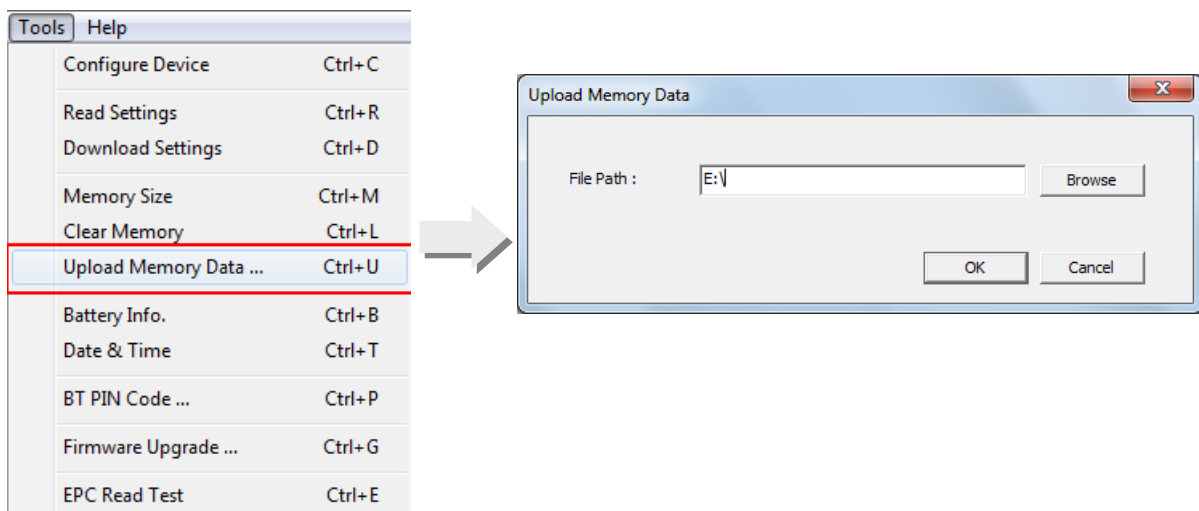 Tools Help
Configure Device Ctrl+C
Read Settings Ctrl+R
Download Settings Ctrl+D
Memory Size Ctrl+M
Clear Memory Ctrl+L
Upload Memory Data ... Ctrl+U
Battery Info. Ctrl+B
Date & Time Ctrl+T
BT PIN Code ... Ctrl+P
Firmware Upgrade ... Ctrl+G
EPC Read Test Ctrl+E
Upload Memory Data
File Path : E:\ Browse
OK Cancel